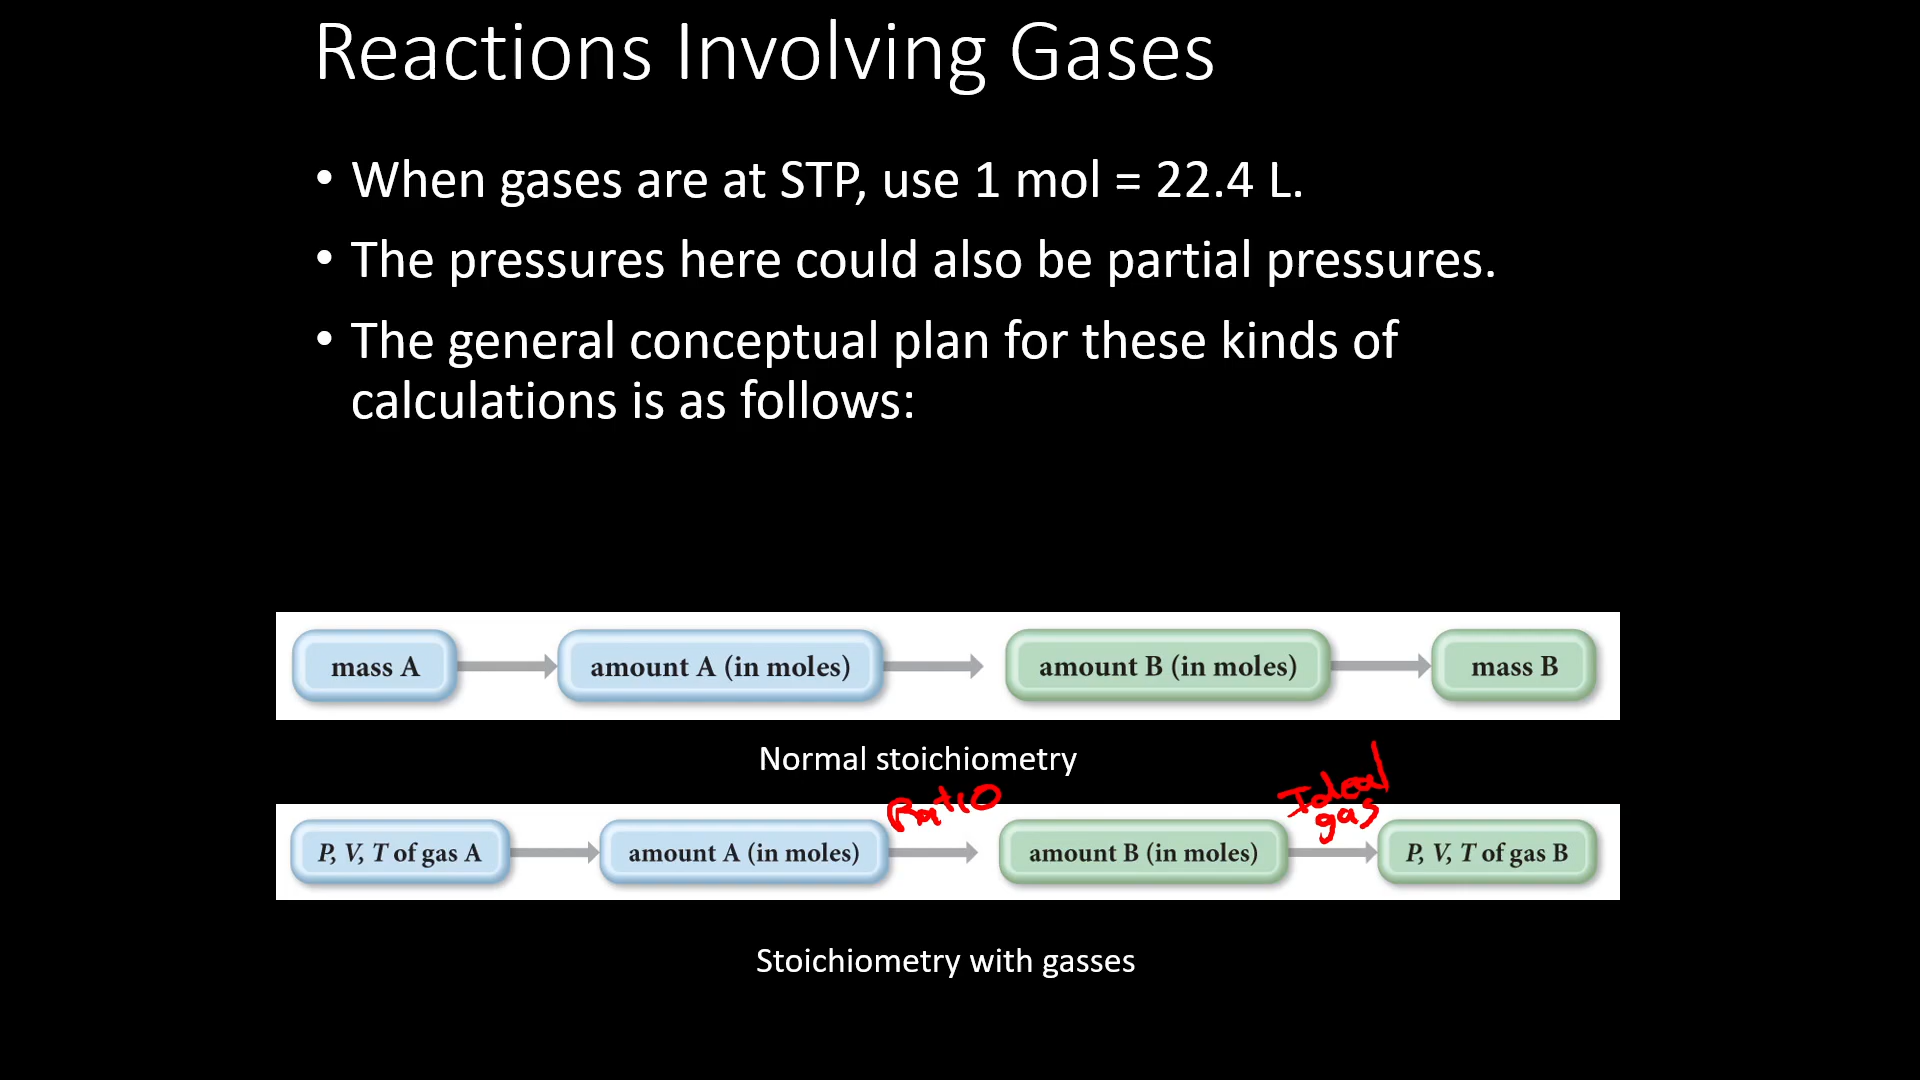 Reactions Involving Gases
• When gases are at STP, use 1 mol = 22.4 L.
• The pressures here could also be partial pressures.
• The general conceptual plan for these kinds of
calculations is as follows:
mass A amount A (in moles) amount B (in moles) mass B
Normal stoichiometry
Ratio
Ideal
gas
P, V, T of gas A amount A (in moles) amount B (in moles) P, V, T of gas B
Stoichiometry with gasses